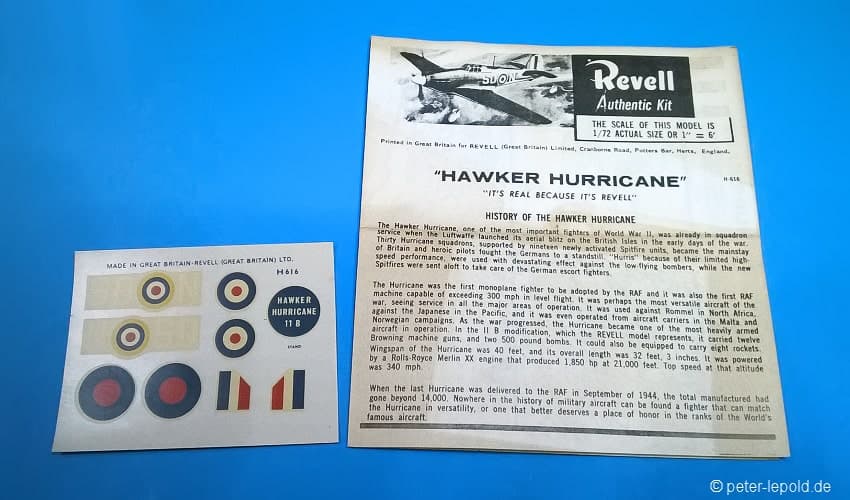 MADE IN GREAT BRITAIN-REVELL (GREAT BRITAIN) LTD.
H616
HAWKER
HURRICANE
11 B
STAND
SD N
Revell
Authentic Kit
THE SCALE OF THIS MODEL IS
1/72 ACTUAL SIZE OR 1" = 6'
Printed in Great Britain for REVELL (Great Britain) Limited, Cranborne Road, Potters Bar, Herts, England.
"HAWKER HURRICANE"
H-616
"IT'S REAL BECAUSE IT'S REVELL"
HISTORY OF THE HAWKER HURRICANE
The Hawker Hurricane, one of the most important fighters of World War II, was already in squadron
service when the Luftwaffe launched its aerial blitz on the British Isles in the early days of the war.
Thirty Hurricane squadrons, supported by nineteen newly activated Spitfire units, became the mainstay
of Britain and heroic pilots fought the Germans to a standstill. "Hurris" because of their limited high-
speed performance, were used with devastating effect against the low-flying bombers, while the new
Spitfires were sent aloft to take care of the German escort fighters.
The Hurricane was the first monoplane fighter to be adopted by the RAF and it was also the first RAF
machine capable of exceeding 300 mph in level flight. It was perhaps the most versatile aircraft of the
war, seeing service in all the major areas of operation. It was used against Rommel in North Africa,
against the Japanese in the Pacific, and it was even operated from aircraft carriers in the Malta and
Norwegian campaigns. As the war progressed, the Hurricane became one of the most heavily armed
aircraft in operation. In the II B modification, which the REVELL model represents, it carried twelve
Browning machine guns, and two 500 pound bombs. It could also be equipped to carry eight rockets.
Wingspan of the Hurricane was 40 feet, and its overall length was 32 feet, 3 inches. It was powered
by a Rolls-Royce Merlin XX engine that produced 1,850 hp at 21,000 feet. Top speed at that altitude
was 340 mph.
When the last Hurricane was delivered to the RAF in September of 1944, the total manufactured had
gone beyond 14,000. Nowhere in the history of military aircraft can be found a fighter that can match
the Hurricane in versatility, or one that better deserves a place of honor in the ranks of the World's
famous aircraft.
© peter-lepold.de